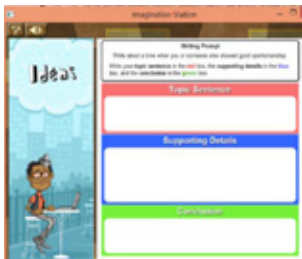 Imagination Station
Ideas
Writing Prompt
Write about a time when you or someone else showed good sportsmanship.
Write your topic sentence in the red box, the supporting details in the blue
box, and the conclusion in the green box.
Topic Sentence
Supporting Details
Conclusion